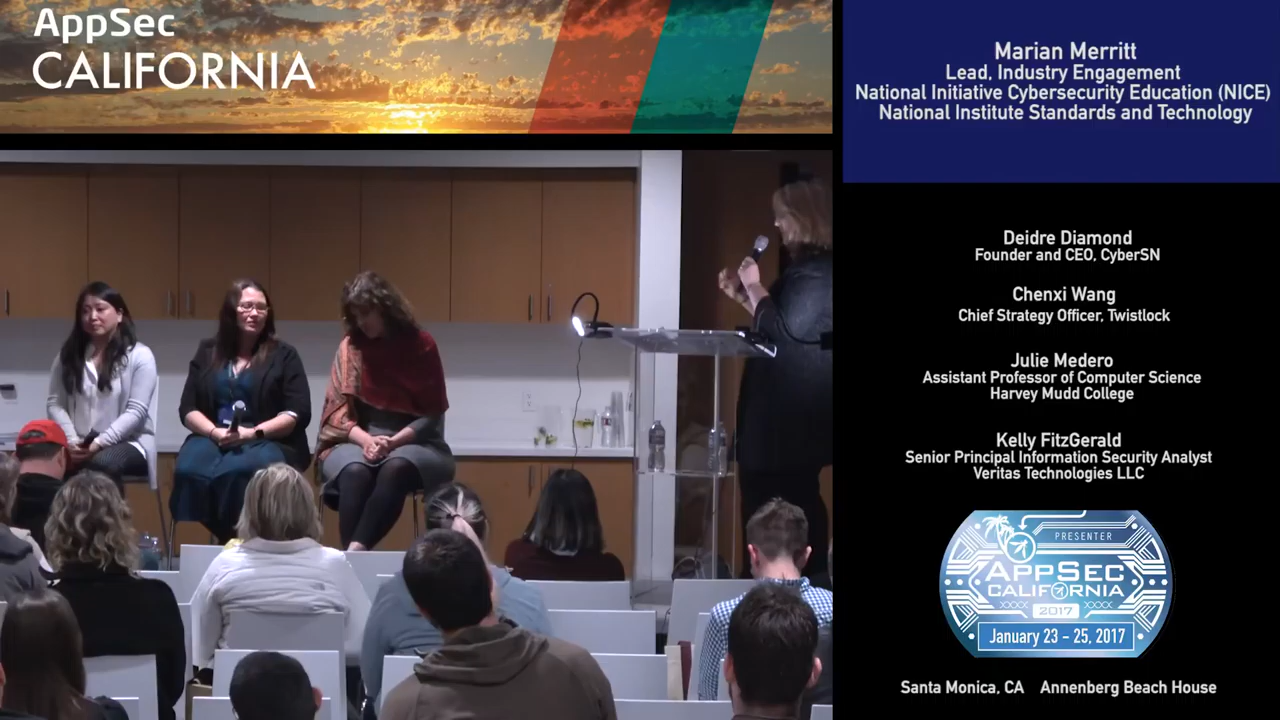 AppSec
CALIFORNIA
Marian Merritt
Lead, Industry Engagement
National Initiative Cybersecurity Education (NICE)
National Institute Standards and Technology
Deidre Diamond
Founder and CEO, CyberSN
Chenxi Wang
Chief Strategy Officer, Twistlock
Julie Medero
Assistant Professor of Computer Science
Harvey Mudd College
Kelly FitzGerald
Senior Principal Information Security Analyst
Veritas Technologies LLC
PRESENTER
APPSEC
CALIFORNIA
2017
January 23 - 25, 2017
Santa Monica, CA Annenberg Beach House